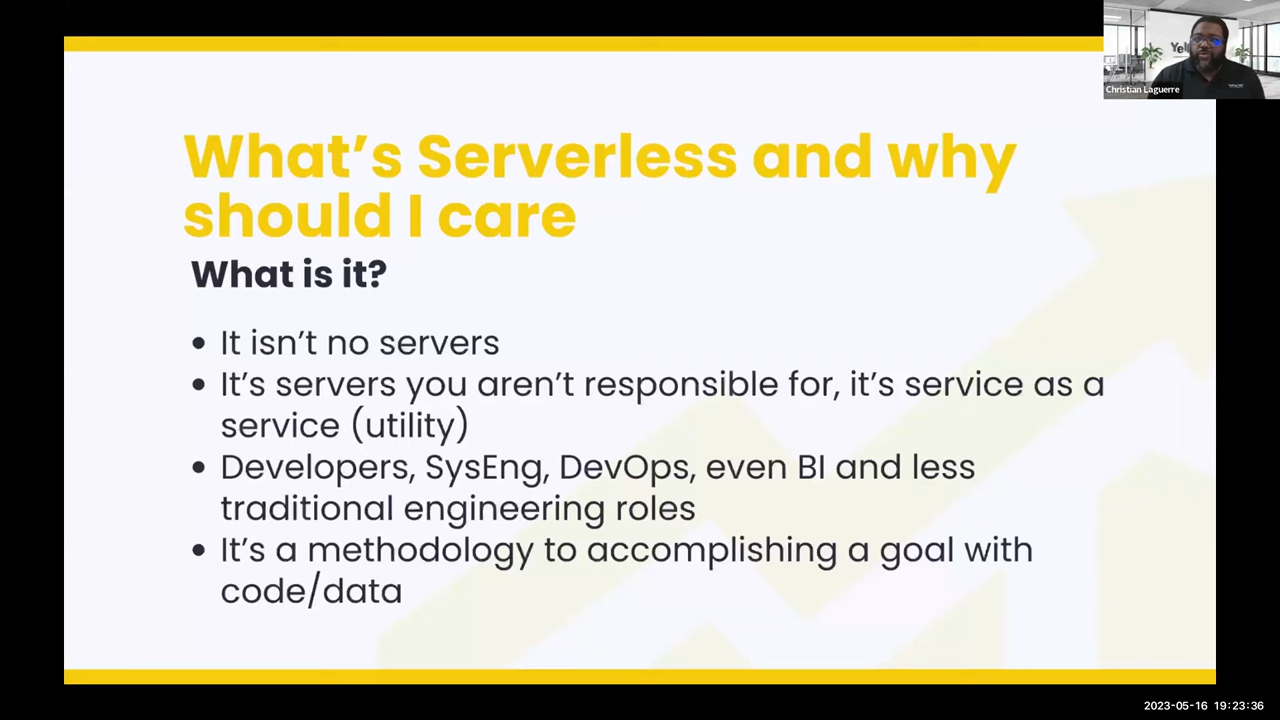 What's Serverless and why
should I care
What is it?
• It isn't no servers
• It's servers you aren't responsible for, it's service as a
service (utility)
• Developers, SysEng, DevOps, even BI and less
traditional engineering roles
• It's a methodology to accomplishing a goal with
code/data
Christian Laguerre
2023-05-16 19:23:36